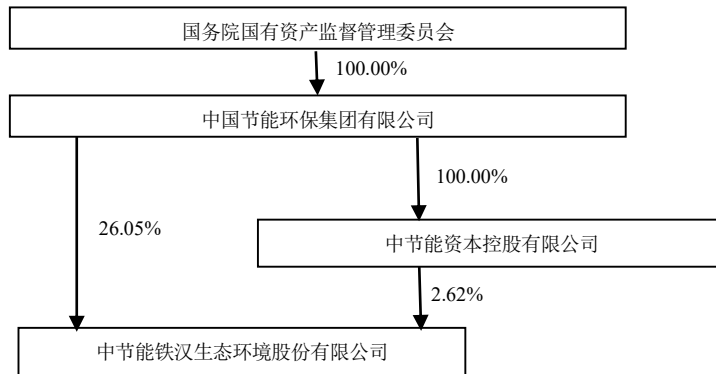 国务院国有资产监督管理委员会
100.00%
中国节能环保集团有限公司
100.00%
26.05%
中节能资本控股有限公司
2.62%
中节能铁汉生态环境股份有限公司